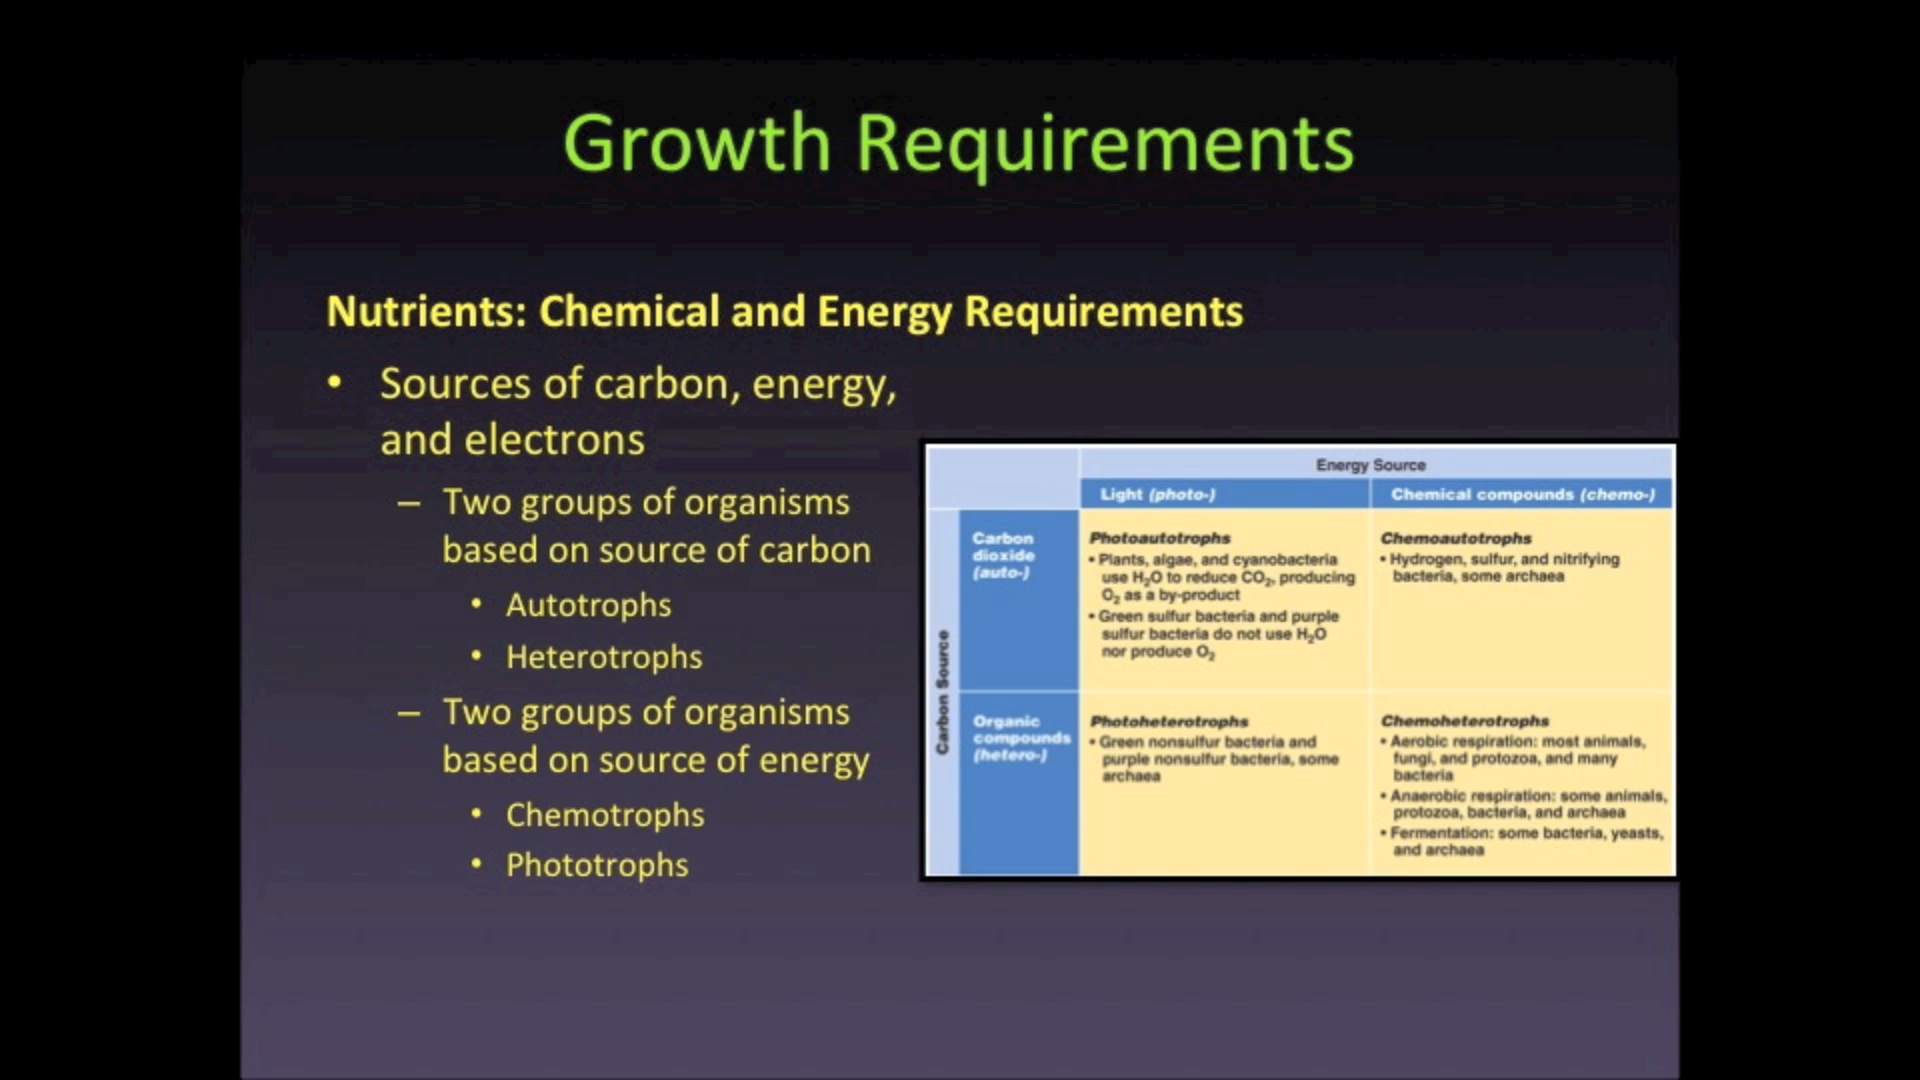 Growth Requirements
Nutrients: Chemical and Energy Requirements
• Sources of carbon, energy,
and electrons
– Two groups of organisms
based on source of carbon
• Autotrophs
• Heterotrophs
– Two groups of organisms
based on source of energy
• Chemotrophs
• Phototrophs
Energy Source
Light (photo-)
Chemical compounds (chemo-)
Carbon Source
Carbon
dioxide
(auto-)
Photoautotrophs
• Plants, algae, and cyanobacteria
use H₂O to reduce CO₂, producing
O₂ as a by-product
• Green sulfur bacteria and purple
sulfur bacteria do not use H₂O
nor produce O₂
Chemoautotrophs
• Hydrogen, sulfur, and nitrifying
bacteria, some archaea
Organic
compounds
(hetero-)
Photoheterotrophs
• Green nonsulfur bacteria and
purple nonsulfur bacteria, some
archaea
Chemoheterotrophs
• Aerobic respiration: most animals,
fungi, and protozoa, and many
bacteria
• Anaerobic respiration: some animals,
protozoa, bacteria, and archaea
• Fermentation: some bacteria, yeasts,
and archaea